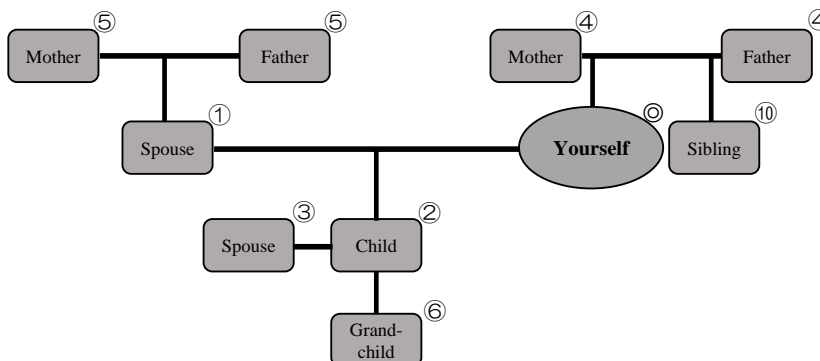 ⑤ ⑤ ④ ④
Mother Father Mother Father
① ◎ ⑩
Spouse Yourself Sibling
③ ②
Spouse Child
⑥
Grand-
child